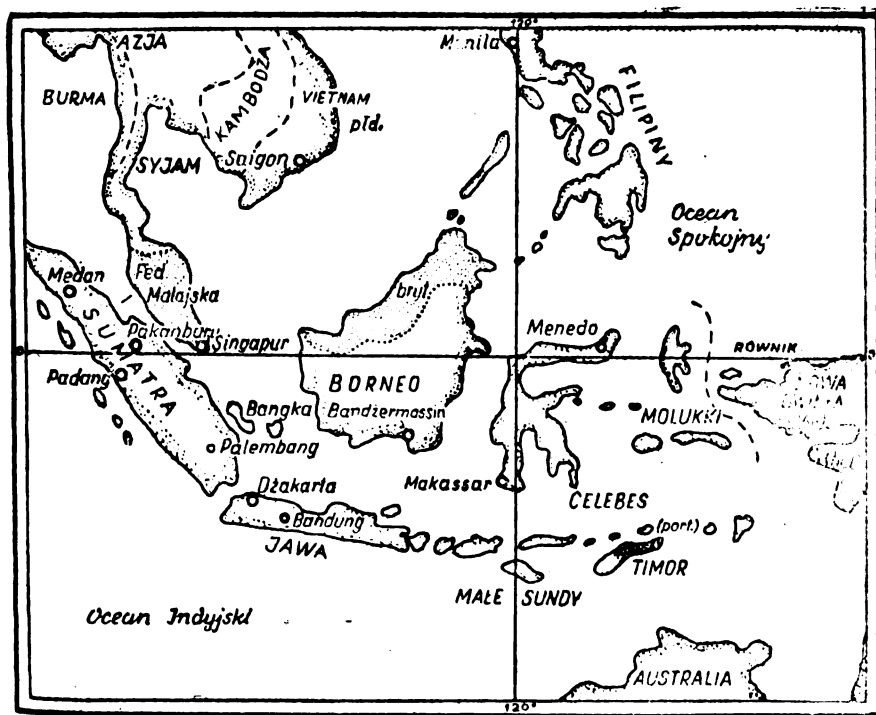 120°
AZJA
Manila
BURMA
KAMBODŻA
VIETNAM
płd.
FILIPINY
SYJAM
Saigon
Ocean
Spokojny
Fed
Malajska
Medan
bryt.
SUMATRA
Pakanbaru
Singapur
Menedo
0°
RÓWNIK
Padang
BORNEO
Bangka
Bandżermassin
MOLUKKI
Palembang
Makassar
Dżakarta
CELEBES
Bandung
(port.)
JAWA
TIMOR
MAŁE SUNDY
Ocean Indyjski
AUSTRALIA
120°